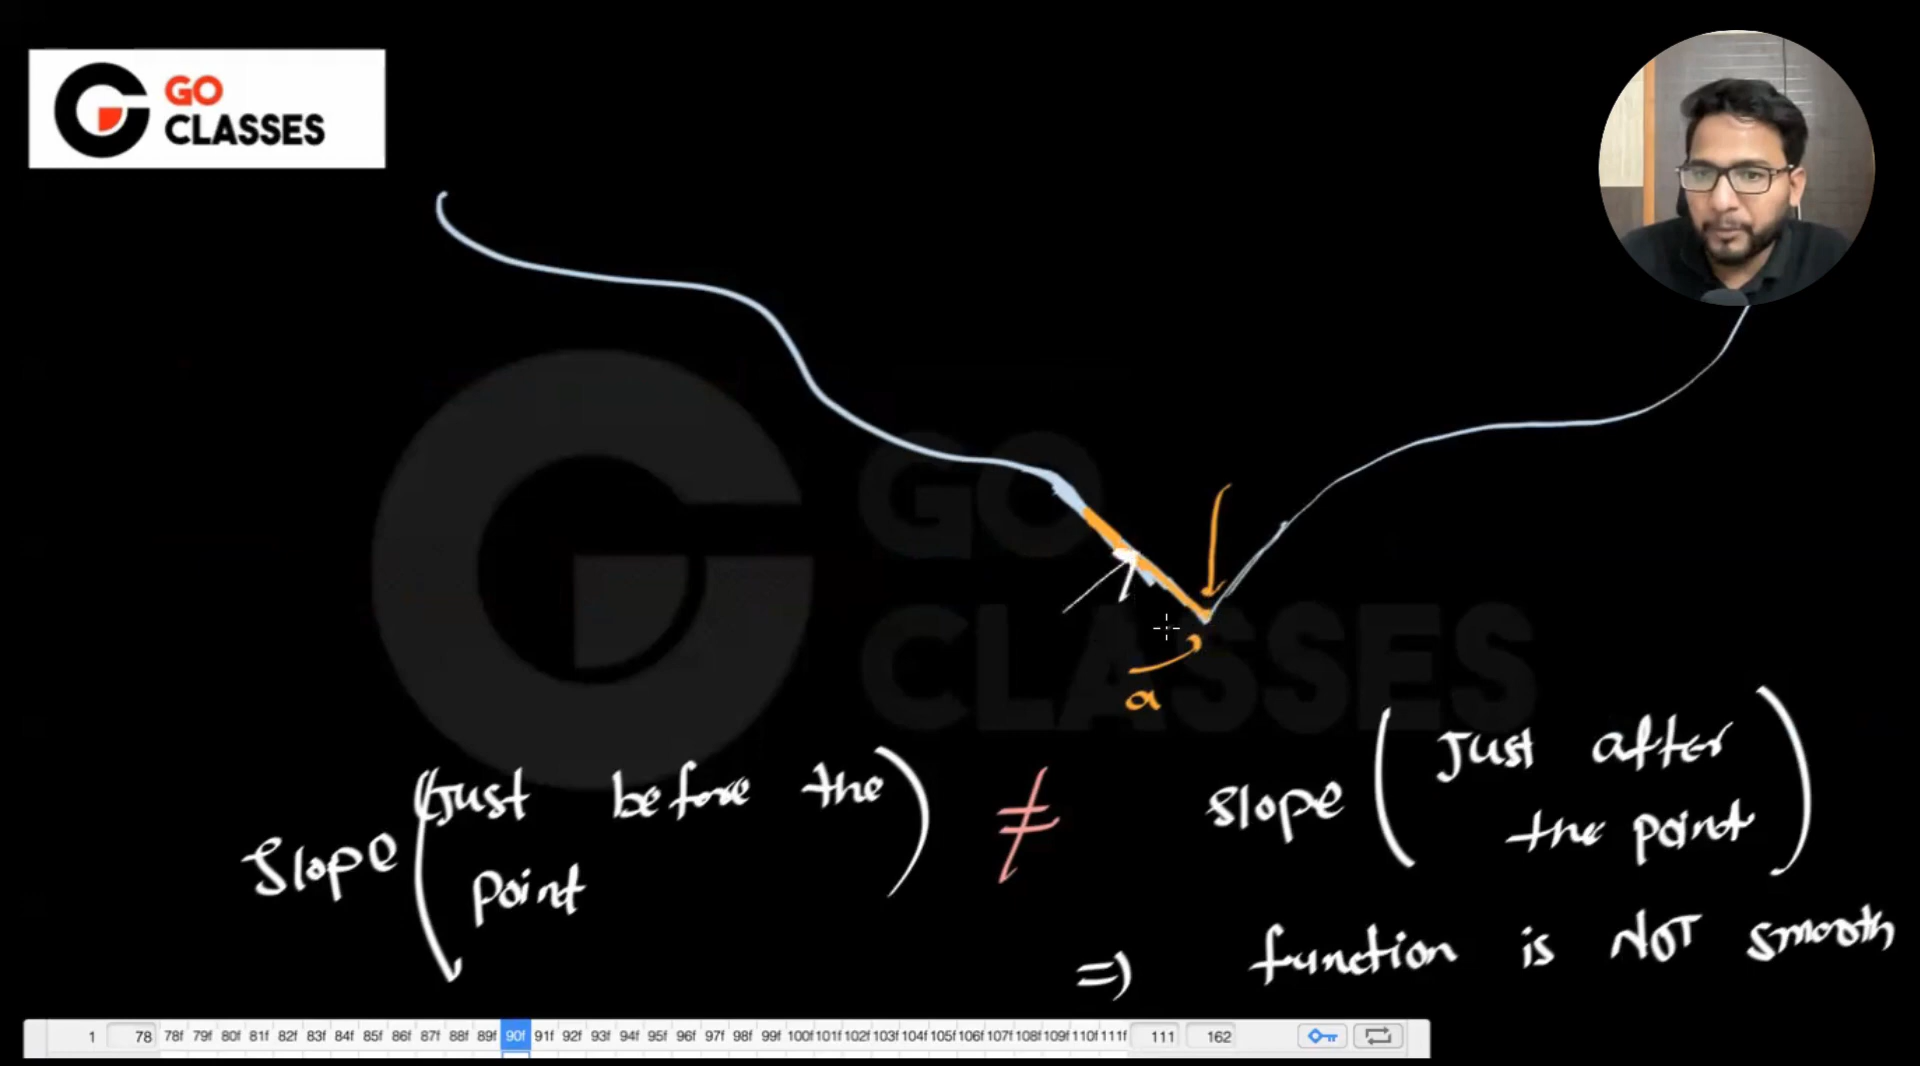 GO
CLASSES
GO
CLASSES
a
Slope (Just before the point) ≠ slope (Just after the point)
=) function is NOT smooth
1 78 78f 79f 80f 81f 82f 83f 84f 85f 86f 87f 88f 89f 90f 91f 92f 93f 94f 95f 96f 97f 98f 99f 100f 101f 102f 103f 104f 105f 106f 107f 108f 109f 110f 111f 111 162